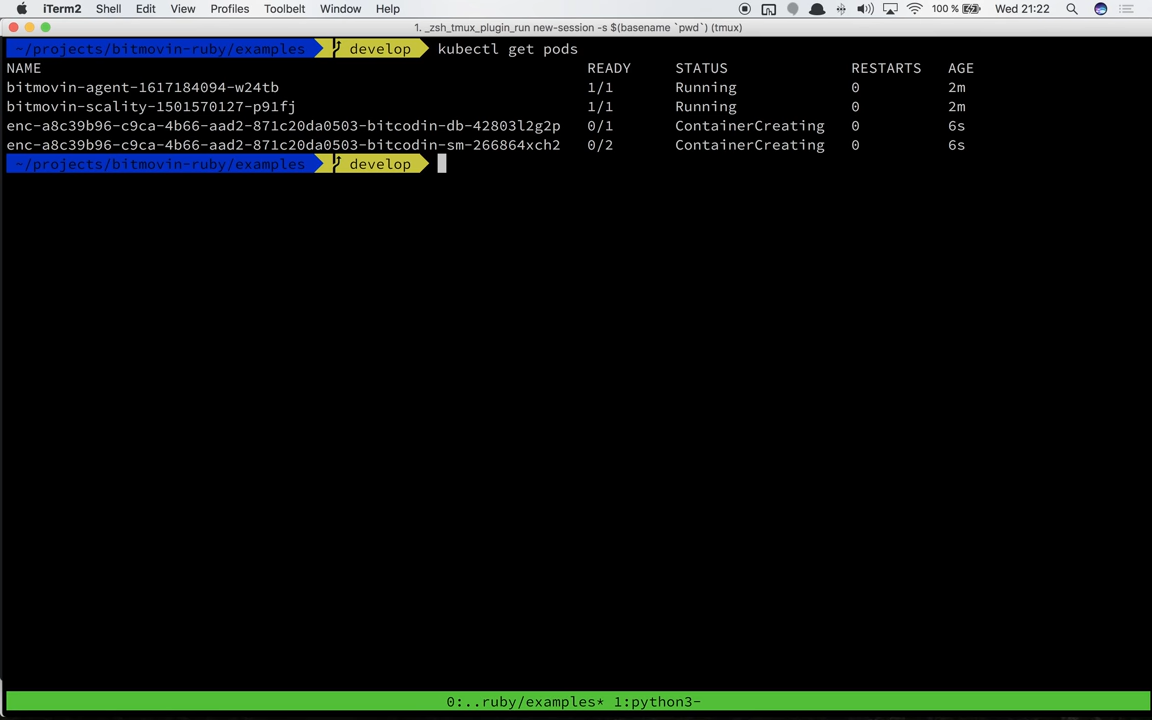 iTerm2 Shell Edit View Profiles Toolbelt Window Help 100 % Wed 21:22
1. _zsh_tmux_plugin_run new-session -s $(basename `pwd`) (tmux)
~/projects/bitmovin-ruby/examples develop kubectl get pods
NAME READY STATUS RESTARTS AGE
bitmovin-agent-1617184094-w24tb 1/1 Running 0 2m
bitmovin-scality-1501570127-p91fj 1/1 Running 0 2m
enc-a8c39b96-c9ca-4b66-aad2-871c20da0503-bitcodin-db-42803l2g2p 0/1 ContainerCreating 0 6s
enc-a8c39b96-c9ca-4b66-aad2-871c20da0503-bitcodin-sm-266864xch2 0/2 ContainerCreating 0 6s
~/projects/bitmovin-ruby/examples develop
0:..ruby/examples* 1:python3-